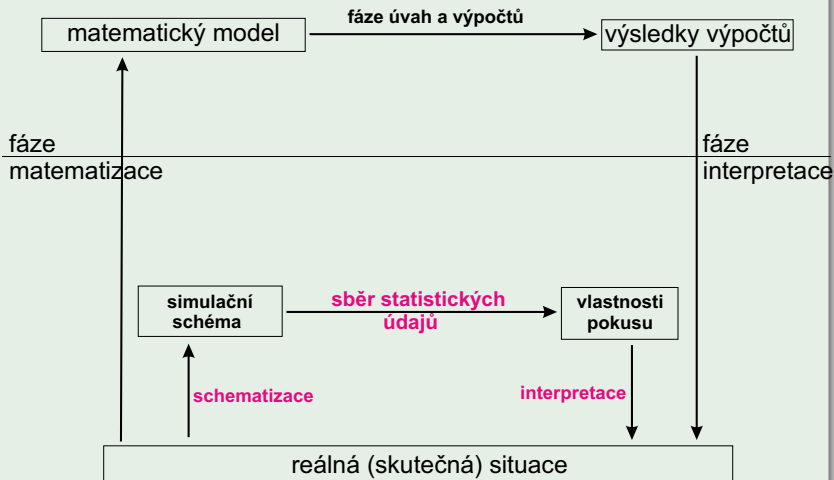 fáze úvah a výpočtů
matematický model
výsledky výpočtů
fáze
matematizace
fáze
interpretace
simulační
schéma
sběr statistických
údajů
vlastnosti
pokusu
schematizace
interpretace
reálná (skutečná) situace